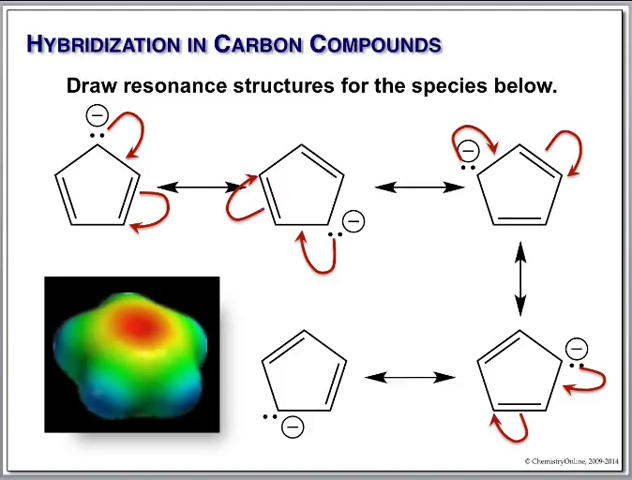 HYBRIDIZATION IN CARBON COMPOUNDS
Draw resonance structures for the species below.
© ChemistryOnline, 2009-2014